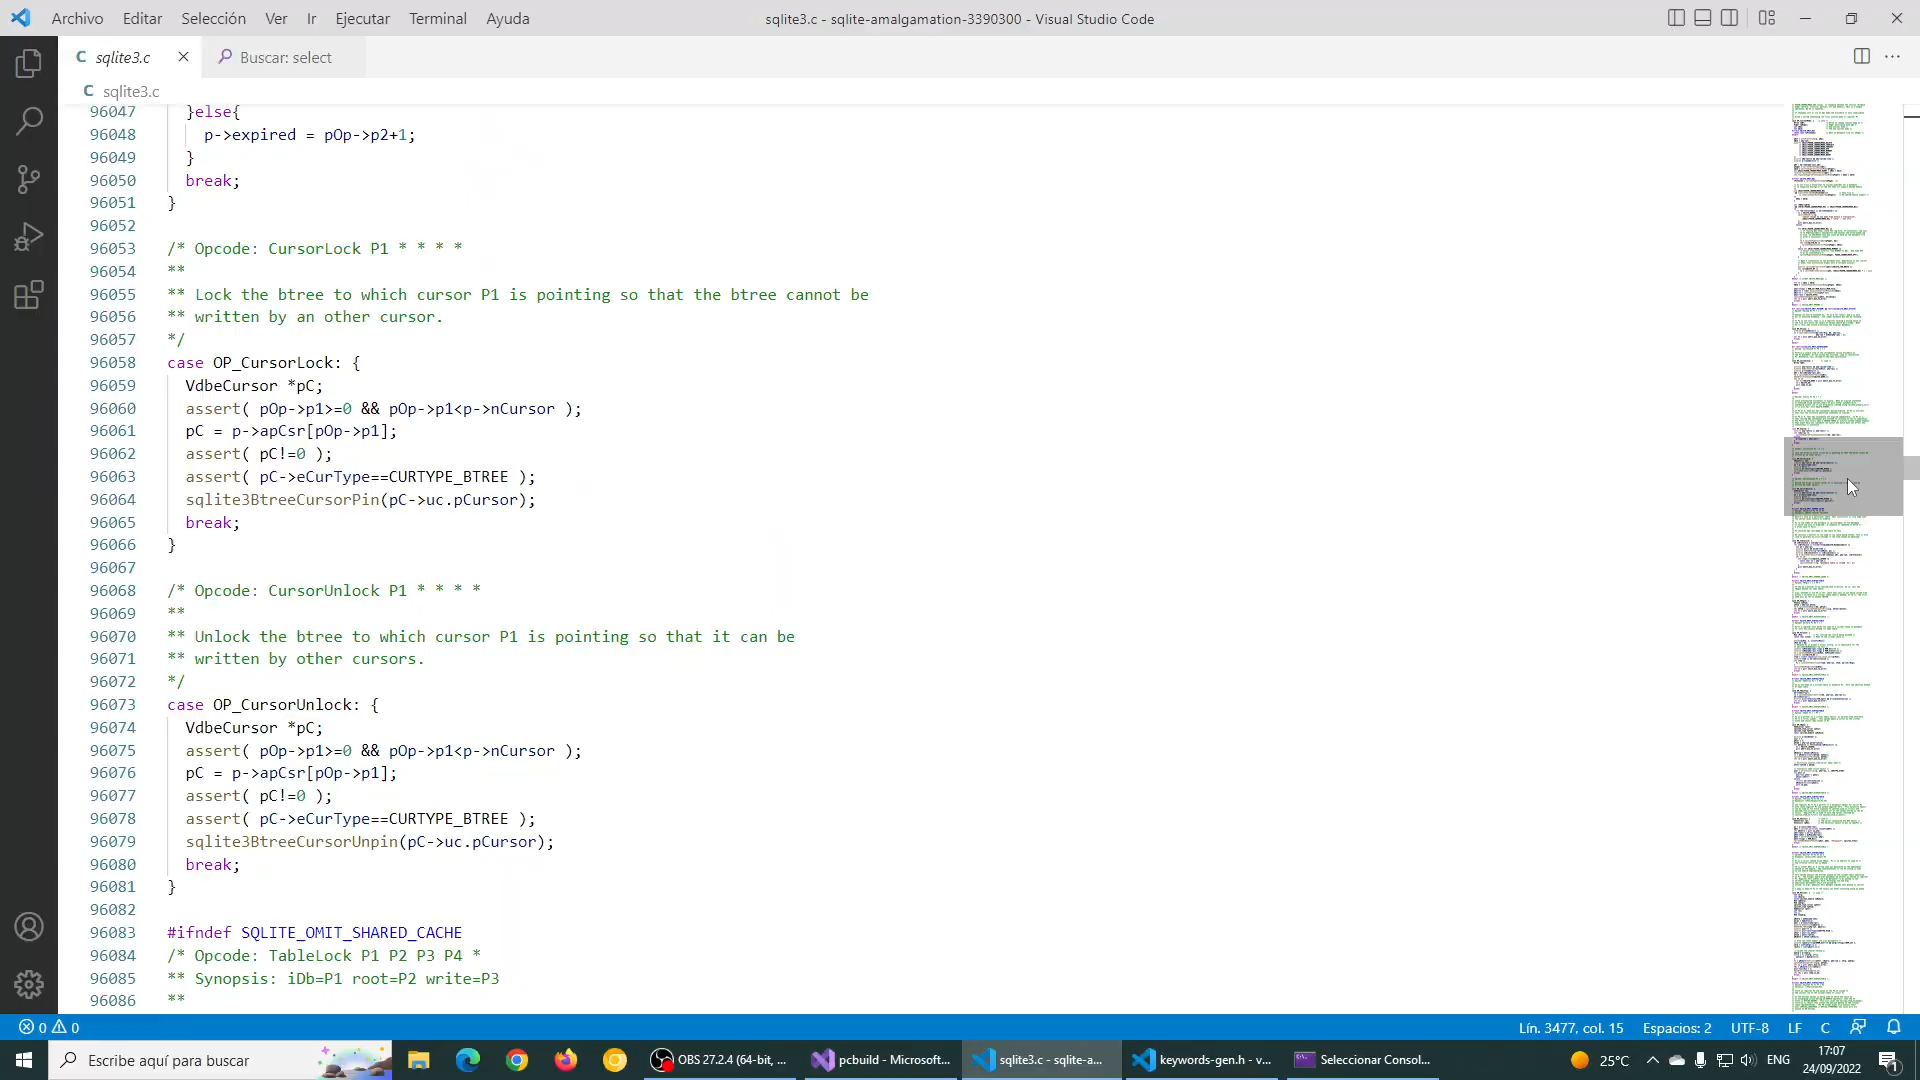 Archivo Editar Selección Ver Ir Ejecutar Terminal Ayuda
sqlite3.c - sqlite-amalgamation-3390300 - Visual Studio Code
C sqlite3.c
Buscar: select
C sqlite3.c
96047 }else{
96048 p->expired = pOp->p2+1;
96049 }
96050 break;
96051 }
96052
96053 /* Opcode: CursorLock P1 * * * *
96054 **
96055 ** Lock the btree to which cursor P1 is pointing so that the btree cannot be
96056 ** written by an other cursor.
96057 */
96058 case OP_CursorLock: {
96059 VdbeCursor *pC;
96060 assert( pOp->p1>=0 && pOp->p1<p->nCursor );
96061 pC = p->apCsr[pOp->p1];
96062 assert( pC!=0 );
96063 assert( pC->eCurType==CURTYPE_BTREE );
96064 sqlite3BtreeCursorPin(pC->uc.pCursor);
96065 break;
96066 }
96067
96068 /* Opcode: CursorUnlock P1 * * * *
96069 **
96070 ** Unlock the btree to which cursor P1 is pointing so that it can be
96071 ** written by other cursors.
96072 */
96073 case OP_CursorUnlock: {
96074 VdbeCursor *pC;
96075 assert( pOp->p1>=0 && pOp->p1<p->nCursor );
96076 pC = p->apCsr[pOp->p1];
96077 assert( pC!=0 );
96078 assert( pC->eCurType==CURTYPE_BTREE );
96079 sqlite3BtreeCursorUnpin(pC->uc.pCursor);
96080 break;
96081 }
96082
96083 #ifndef SQLITE_OMIT_SHARED_CACHE
96084 /* Opcode: TableLock P1 P2 P3 P4 *
96085 ** Synopsis: iDb=P1 root=P2 write=P3
96086 **
0 0
Lín. 3477, col. 15 Espacios: 2 UTF-8 LF C
Escribe aquí para buscar
OBS 27.2.4 (64-bit, ...
pcbuild - Microsoft...
sqlite3.c - sqlite-a...
keywords-gen.h - v...
Seleccionar Consol...
25°C
ENG
17:07
24/09/2022
1